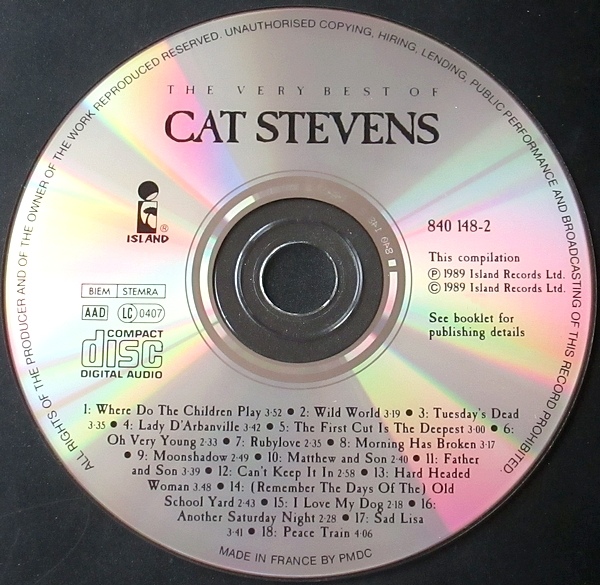 ALL RIGHTS OF THE PRODUCER AND OF THE OWNER OF THE WORK REPRODUCED RESERVED. UNAUTHORISED COPYING, HIRING, LENDING, PUBLIC PERFORMANCE AND BROADCASTING OF THIS RECORD PROHIBITED.
THE VERY BEST OF
CAT STEVENS
®
ISLAND
840 148-2
This compilation
Ⓟ 1989 Island Records Ltd.
© 1989 Island Records Ltd.
See booklet for
publishing details
BIEM STEMRA
AAD LC 0407
COMPACT
disc
DIGITAL AUDIO
1: Where Do The Children Play 3·52 ● 2: Wild World 3·19 ● 3: Tuesday's Dead
3·35 ● 4: Lady D'Arbanville 3·42 ● 5: The First Cut Is The Deepest 3·00 ● 6:
Oh Very Young 2·33 ● 7: Rubylove 2·35 ● 8: Morning Has Broken 3·17
● 9: Moonshadow 2·49 ● 10: Matthew and Son 2·40 ● 11: Father
and Son 3·39 ● 12: Can't Keep It In 2·58 ● 13: Hard Headed
Woman 3.48 ● 14: (Remember The Days Of The) Old
School Yard 2·43 ● 15: I Love My Dog 2·18 ● 16:
Another Saturday Night 2·28 ● 17: Sad Lisa
3·41 ● 18: Peace Train 4·06
MADE IN FRANCE BY PMDC